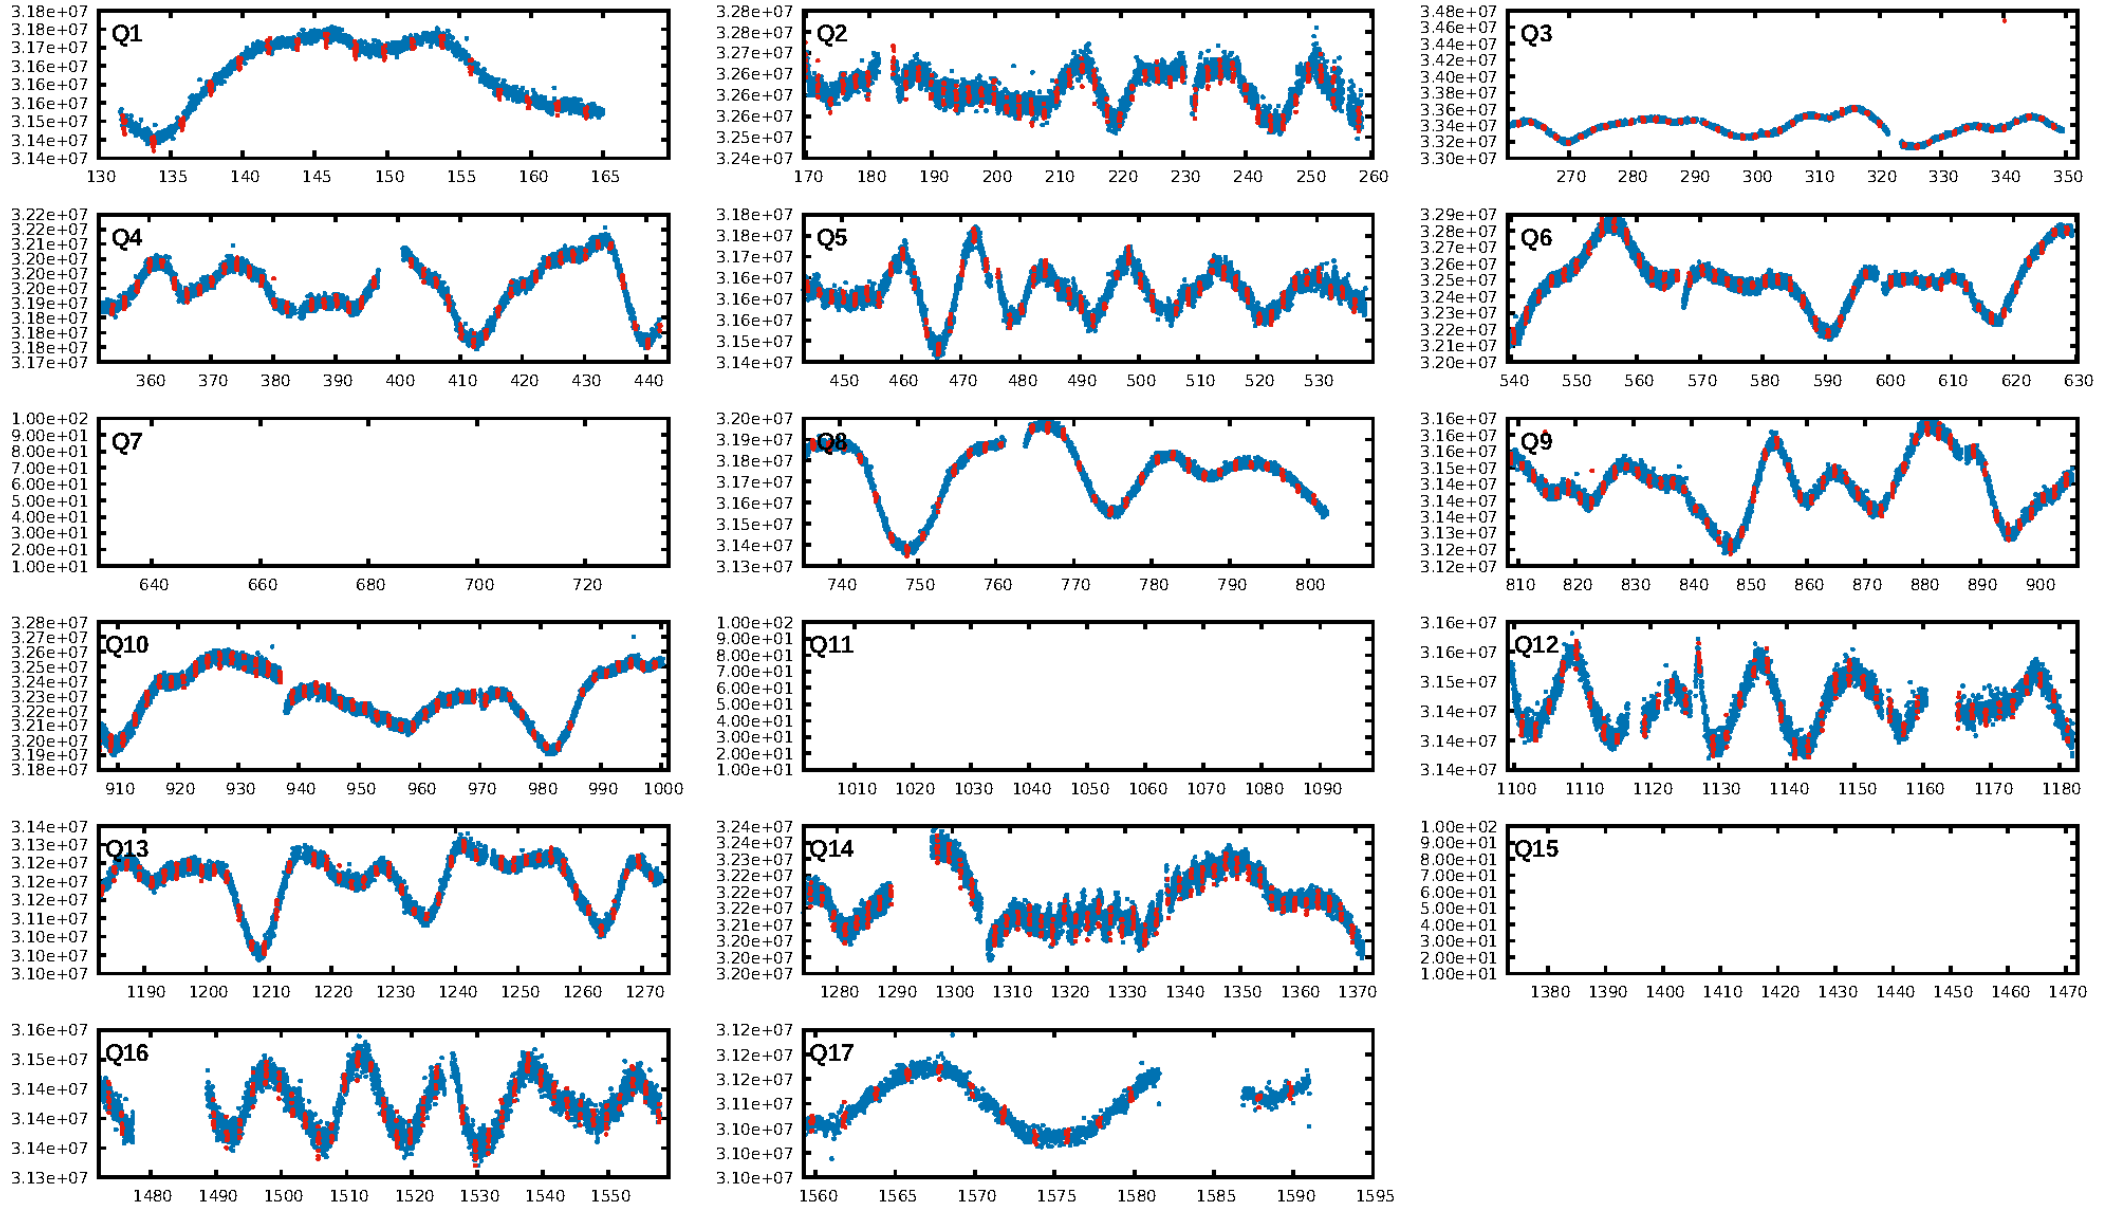 3.18e+07 3.18e+07 3.17e+07 3.16e+07 3.16e+07 3.15e+07 3.14e+07 3.14e+07
Q1
130 135 140 145 150 155 160 165
3.28e+07 3.27e+07 3.26e+07 3.26e+07 3.25e+07 3.25e+07 3.24e+07
Q2
170 180 190 200 210 220 230 240 250 260
3.48e+07 3.46e+07 3.44e+07 3.42e+07 3.40e+07 3.38e+07 3.36e+07 3.34e+07 3.32e+07 3.30e+07
Q3
270 280 290 300 310 320 330 340 350
3.22e+07 3.21e+07 3.21e+07 3.20e+07 3.20e+07 3.19e+07 3.19e+07 3.18e+07 3.18e+07 3.17e+07 3.17e+07
Q4
360 370 380 390 400 410 420 430 440
3.18e+07 3.18e+07 3.17e+07 3.16e+07 3.16e+07 3.16e+07 3.15e+07 3.14e+07
Q5
450 460 470 480 490 500 510 520 530
3.29e+07 3.28e+07 3.27e+07 3.26e+07 3.25e+07 3.24e+07 3.23e+07 3.22e+07 3.21e+07 3.20e+07
Q6
540 550 560 570 580 590 600 610 620 630
1.00e+02 9.00e+01 8.00e+01 7.00e+01 6.00e+01 5.00e+01 4.00e+01 3.00e+01 2.00e+01 1.00e+01
Q7
640 660 680 700 720
3.20e+07 3.19e+07 3.18e+07 3.17e+07 3.16e+07 3.15e+07 3.14e+07 3.13e+07
Q8
740 750 760 770 780 790 800
3.16e+07 3.16e+07 3.16e+07 3.15e+07 3.15e+07 3.14e+07 3.14e+07 3.13e+07 3.12e+07 3.12e+07
Q9
810 820 830 840 850 860 870 880 890 900
3.28e+07 3.27e+07 3.26e+07 3.25e+07 3.24e+07 3.23e+07 3.22e+07 3.21e+07 3.20e+07 3.19e+07 3.18e+07
Q10
910 920 930 940 950 960 970 980 990 1000
1.00e+02 9.00e+01 8.00e+01 7.00e+01 6.00e+01 5.00e+01 4.00e+01 3.00e+01 2.00e+01 1.00e+01
Q11
1010 1020 1030 1040 1050 1060 1070 1080 1090
3.16e+07 3.16e+07 3.15e+07 3.14e+07 3.14e+07 3.14e+07
Q12
1100 1110 1120 1130 1140 1150 1160 1170 1180
3.14e+07 3.13e+07 3.12e+07 3.12e+07 3.12e+07 3.11e+07 3.10e+07 3.10e+07 3.10e+07
Q13
1190 1200 1210 1220 1230 1240 1250 1260 1270
3.24e+07 3.24e+07 3.23e+07 3.22e+07 3.22e+07 3.22e+07 3.21e+07 3.20e+07 3.20e+07
Q14
1280 1290 1300 1310 1320 1330 1340 1350 1360 1370
1.00e+02 9.00e+01 8.00e+01 7.00e+01 6.00e+01 5.00e+01 4.00e+01 3.00e+01 2.00e+01 1.00e+01
Q15
1380 1390 1400 1410 1420 1430 1440 1450 1460 1470
3.16e+07 3.15e+07 3.14e+07 3.14e+07 3.14e+07 3.13e+07
Q16
1480 1490 1500 1510 1520 1530 1540 1550
3.12e+07 3.12e+07 3.12e+07 3.11e+07 3.10e+07 3.10e+07 3.10e+07
Q17
1560 1565 1570 1575 1580 1585 1590 1595